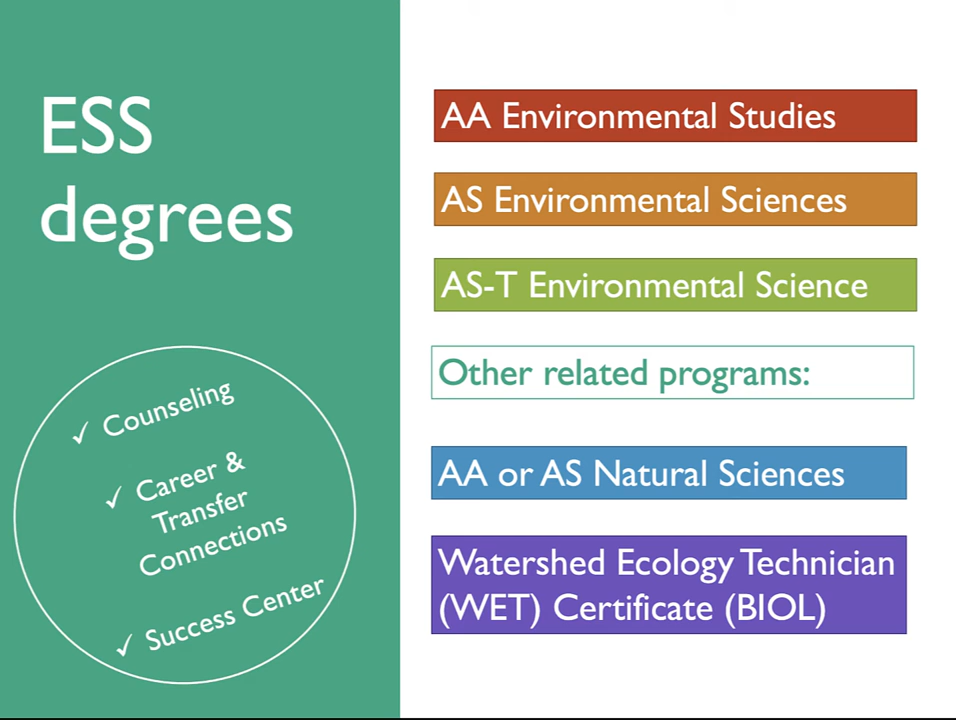 ESS
degrees
✓ Counseling
✓ Career &
Transfer
Connections
✓ Success Center
AA Environmental Studies
AS Environmental Sciences
AS-T Environmental Science
Other related programs:
AA or AS Natural Sciences
Watershed Ecology Technician
(WET) Certificate (BIOL)